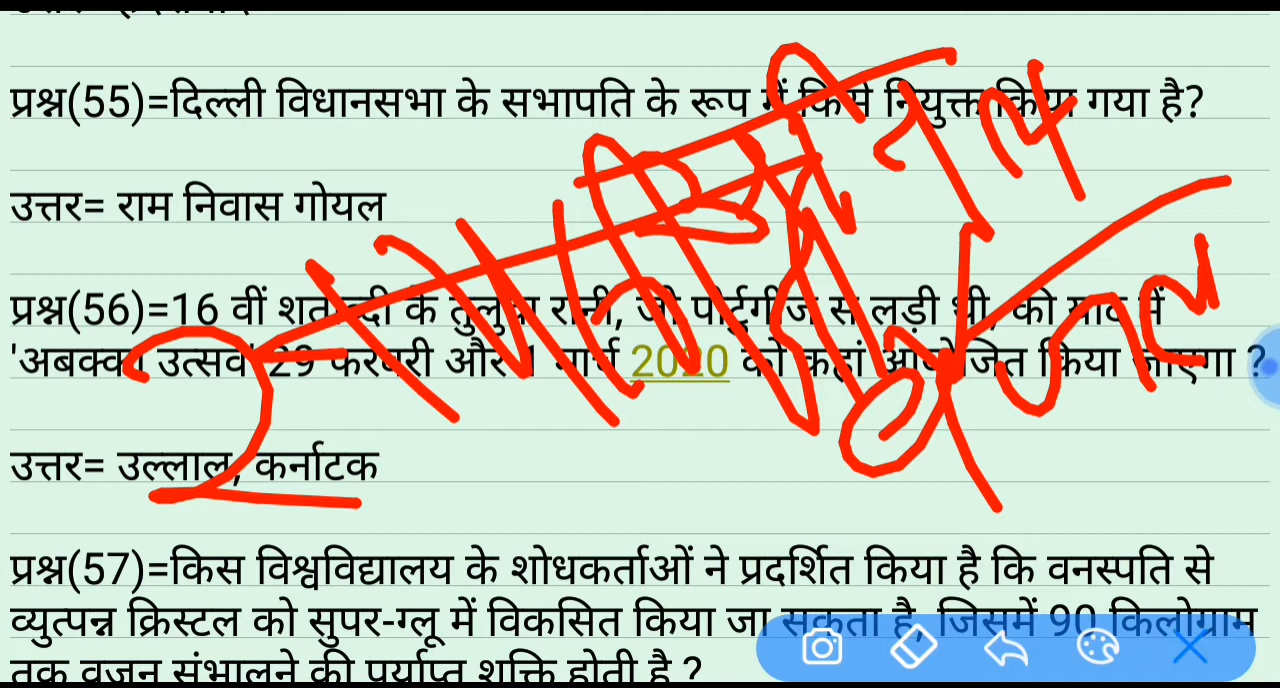 प्रश्न(55)=दिल्ली विधानसभा के सभापति के रूप में किसे नियुक्त किया गया है?
उत्तर= राम निवास गोयल
प्रश्न(56)=16 वीं शताब्दी के तुलुवा रानी, जो पोर्टुगीज से लड़ी थी, को याद में
'अबक्का उत्सव' 29 फरवरी और 1 मार्च 2020 को कहां आयोजित किया जाएगा ?
उत्तर= उल्लाल, कर्नाटक
प्रश्न(57)=किस विश्वविद्यालय के शोधकर्ताओं ने प्रदर्शित किया है कि वनस्पति से
व्युत्पन्न क्रिस्टल को सुपर-ग्लू में विकसित किया जा सकता है, जिसमें 90 किलोग्राम
तक वजन संभालने की पर्याप्त शक्ति होती है ?